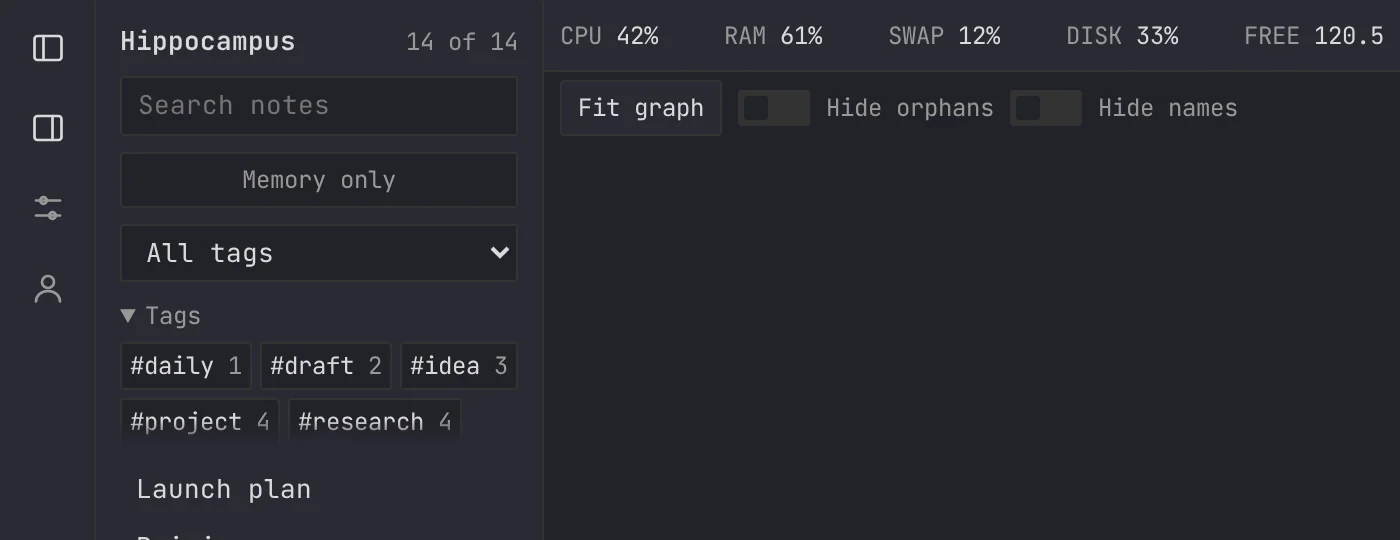 Hippocampus 14 of 14
Search notes
Memory only
All tags
Tags
#daily 1 #draft 2 #idea 3
#project 4 #research 4
Launch plan
CPU 42% RAM 61% SWAP 12% DISK 33% FREE 120.5
Fit graph Hide orphans Hide names